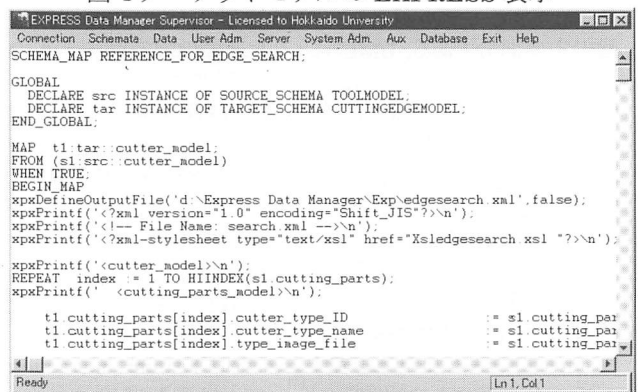 EXPRESS Data Manager Supervisor - Licensed to Hokkaido University
Connection Schemata Data User Adm. Server System Adm. Aux Database Exit Help
SCHEMA_MAP REFERENCE_FOR_EDGE_SEARCH;
GLOBAL
DECLARE src INSTANCE OF SOURCE_SCHEMA TOOLMODEL;
DECLARE tar INSTANCE OF TARGET_SCHEMA CUTTINGEDGEMODEL;
END_GLOBAL;
MAP t1:tar::cutter_model;
FROM (s1:src::cutter_model)
WHEN TRUE;
BEGIN_MAP
xpxDefineOutputFile('d:\Express Data Manager\Exp\edgesearch.xml',false);
xpxPrintf('<?xml version="1.0" encoding="Shift_JIS"?>\n');
xpxPrintf('<!-- File Name: search.xml -->\n');
xpxPrintf('<?xml-stylesheet type="text/xsl" href="Xsledgesearch.xsl "?>\n');
xpxPrintf('<cutter_model>\n');
REPEAT index := 1 TO HIINDEX(s1.cutting_parts);
xpxPrintf(' <cutting_parts_model>\n');
t1.cutting_parts[index].cutter_type_ID := s1.cutting_par
t1.cutting_parts[index].cutter_type_name := s1.cutting_par
t1.cutting_parts[index].type_image_file := s1.cutting_par
Ready Ln 1, Col 1